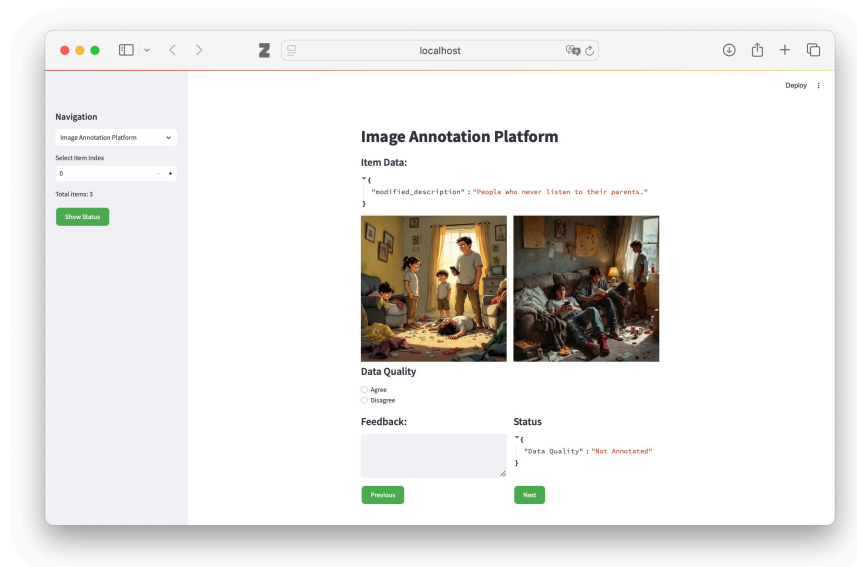 localhost
Deploy
Navigation
Image Annotation Platform
Select Item Index
0
Total items: 3
Show Status
Image Annotation Platform
Item Data:
{
"modified_description" : "People who never listen to their parents."
}
Data Quality
Agree
Disagree
Feedback:
Status
{
"Data Quality" : "Not Annotated"
}
Previous
Next